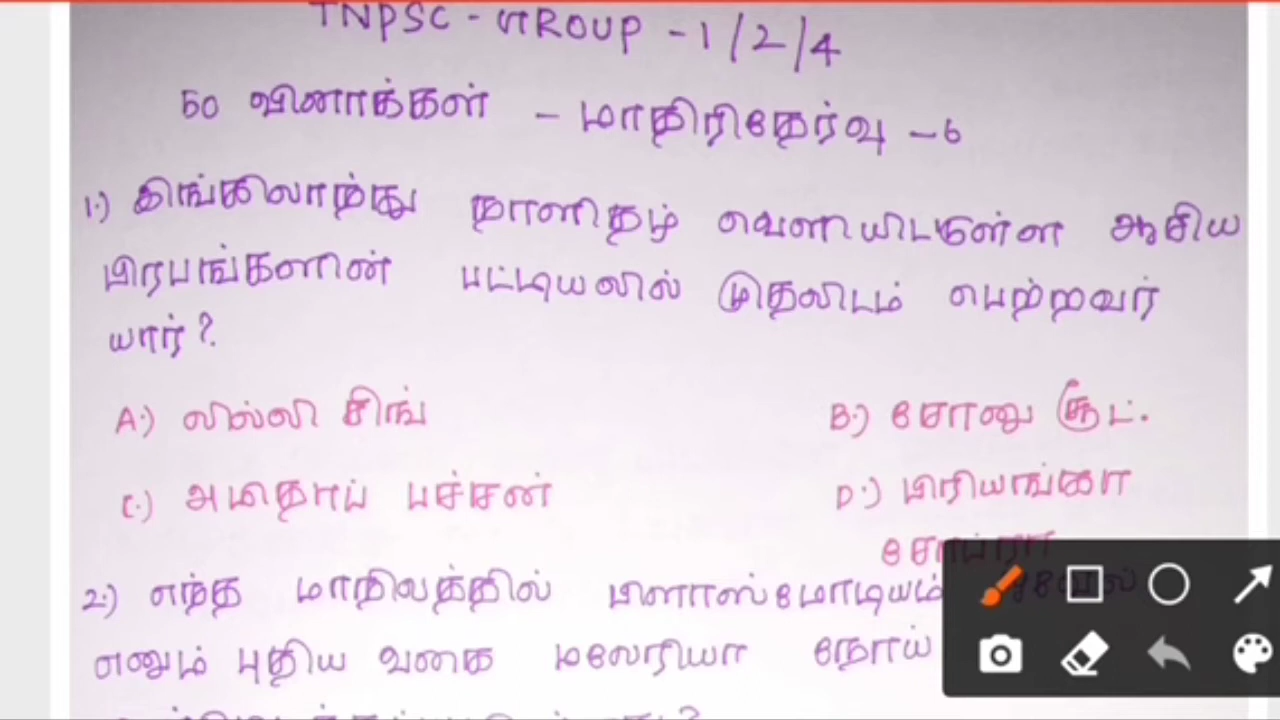 TNPSC - GROUP - 1/2/4
50 வினாக்கள் - மாதிரிதேர்வு - 6
1.) கிங்கிலாந்து நாளிதழ் வெளியிட்டுள்ள ஆசிய
பிரபங்களின் பட்டியலில் முதலிடம் பெற்றவர்
யார்?
A.) லில்லி சிங்
B.) சோனு சூட்.
C.) அமிதாப் பச்சன்
D.) பிரியங்கா
சோப்ரா
2.) எந்த மாநிலத்தில் பிளாஸ்மோடியம்
எனும் புதிய வகை மலேரியா நோய்